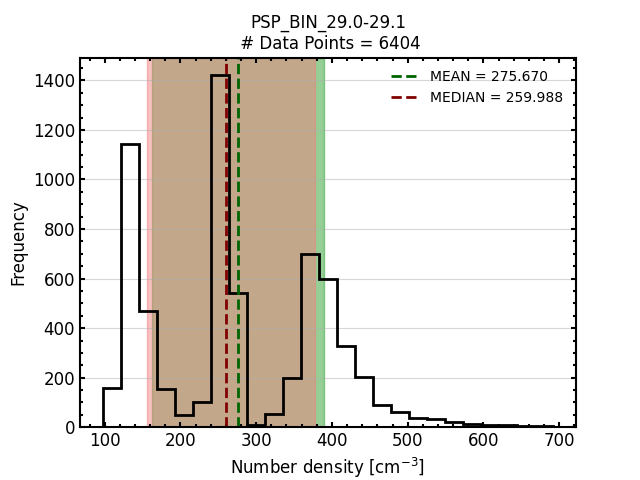 PSP_BIN_29.0-29.1
# Data Points = 6404
MEAN = 275.670
MEDIAN = 259.988
Frequency
1400
1200
1000
800
600
400
200
0
100 200 300 400 500 600 700
Number density [cm⁻³]